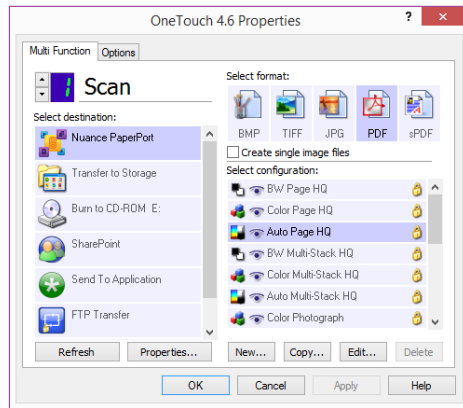 OneTouch 4.6 Properties
?
x
Multi Function
Options
1
Scan
Select destination:
Nuance PaperPort
Transfer to Storage
Burn to CD-ROM E:
SharePoint
Send To Application
FTP Transfer
Refresh
Properties...
Select format:
BMP
TIFF
JPG
PDF
sPDF
Create single image files
Select configuration:
BW Page HQ
Color Page HQ
Auto Page HQ
BW Multi-Stack HQ
Color Multi-Stack HQ
Auto Multi-Stack HQ
Color Photograph
New...
Copy...
Edit...
Delete
OK
Cancel
Apply
Help